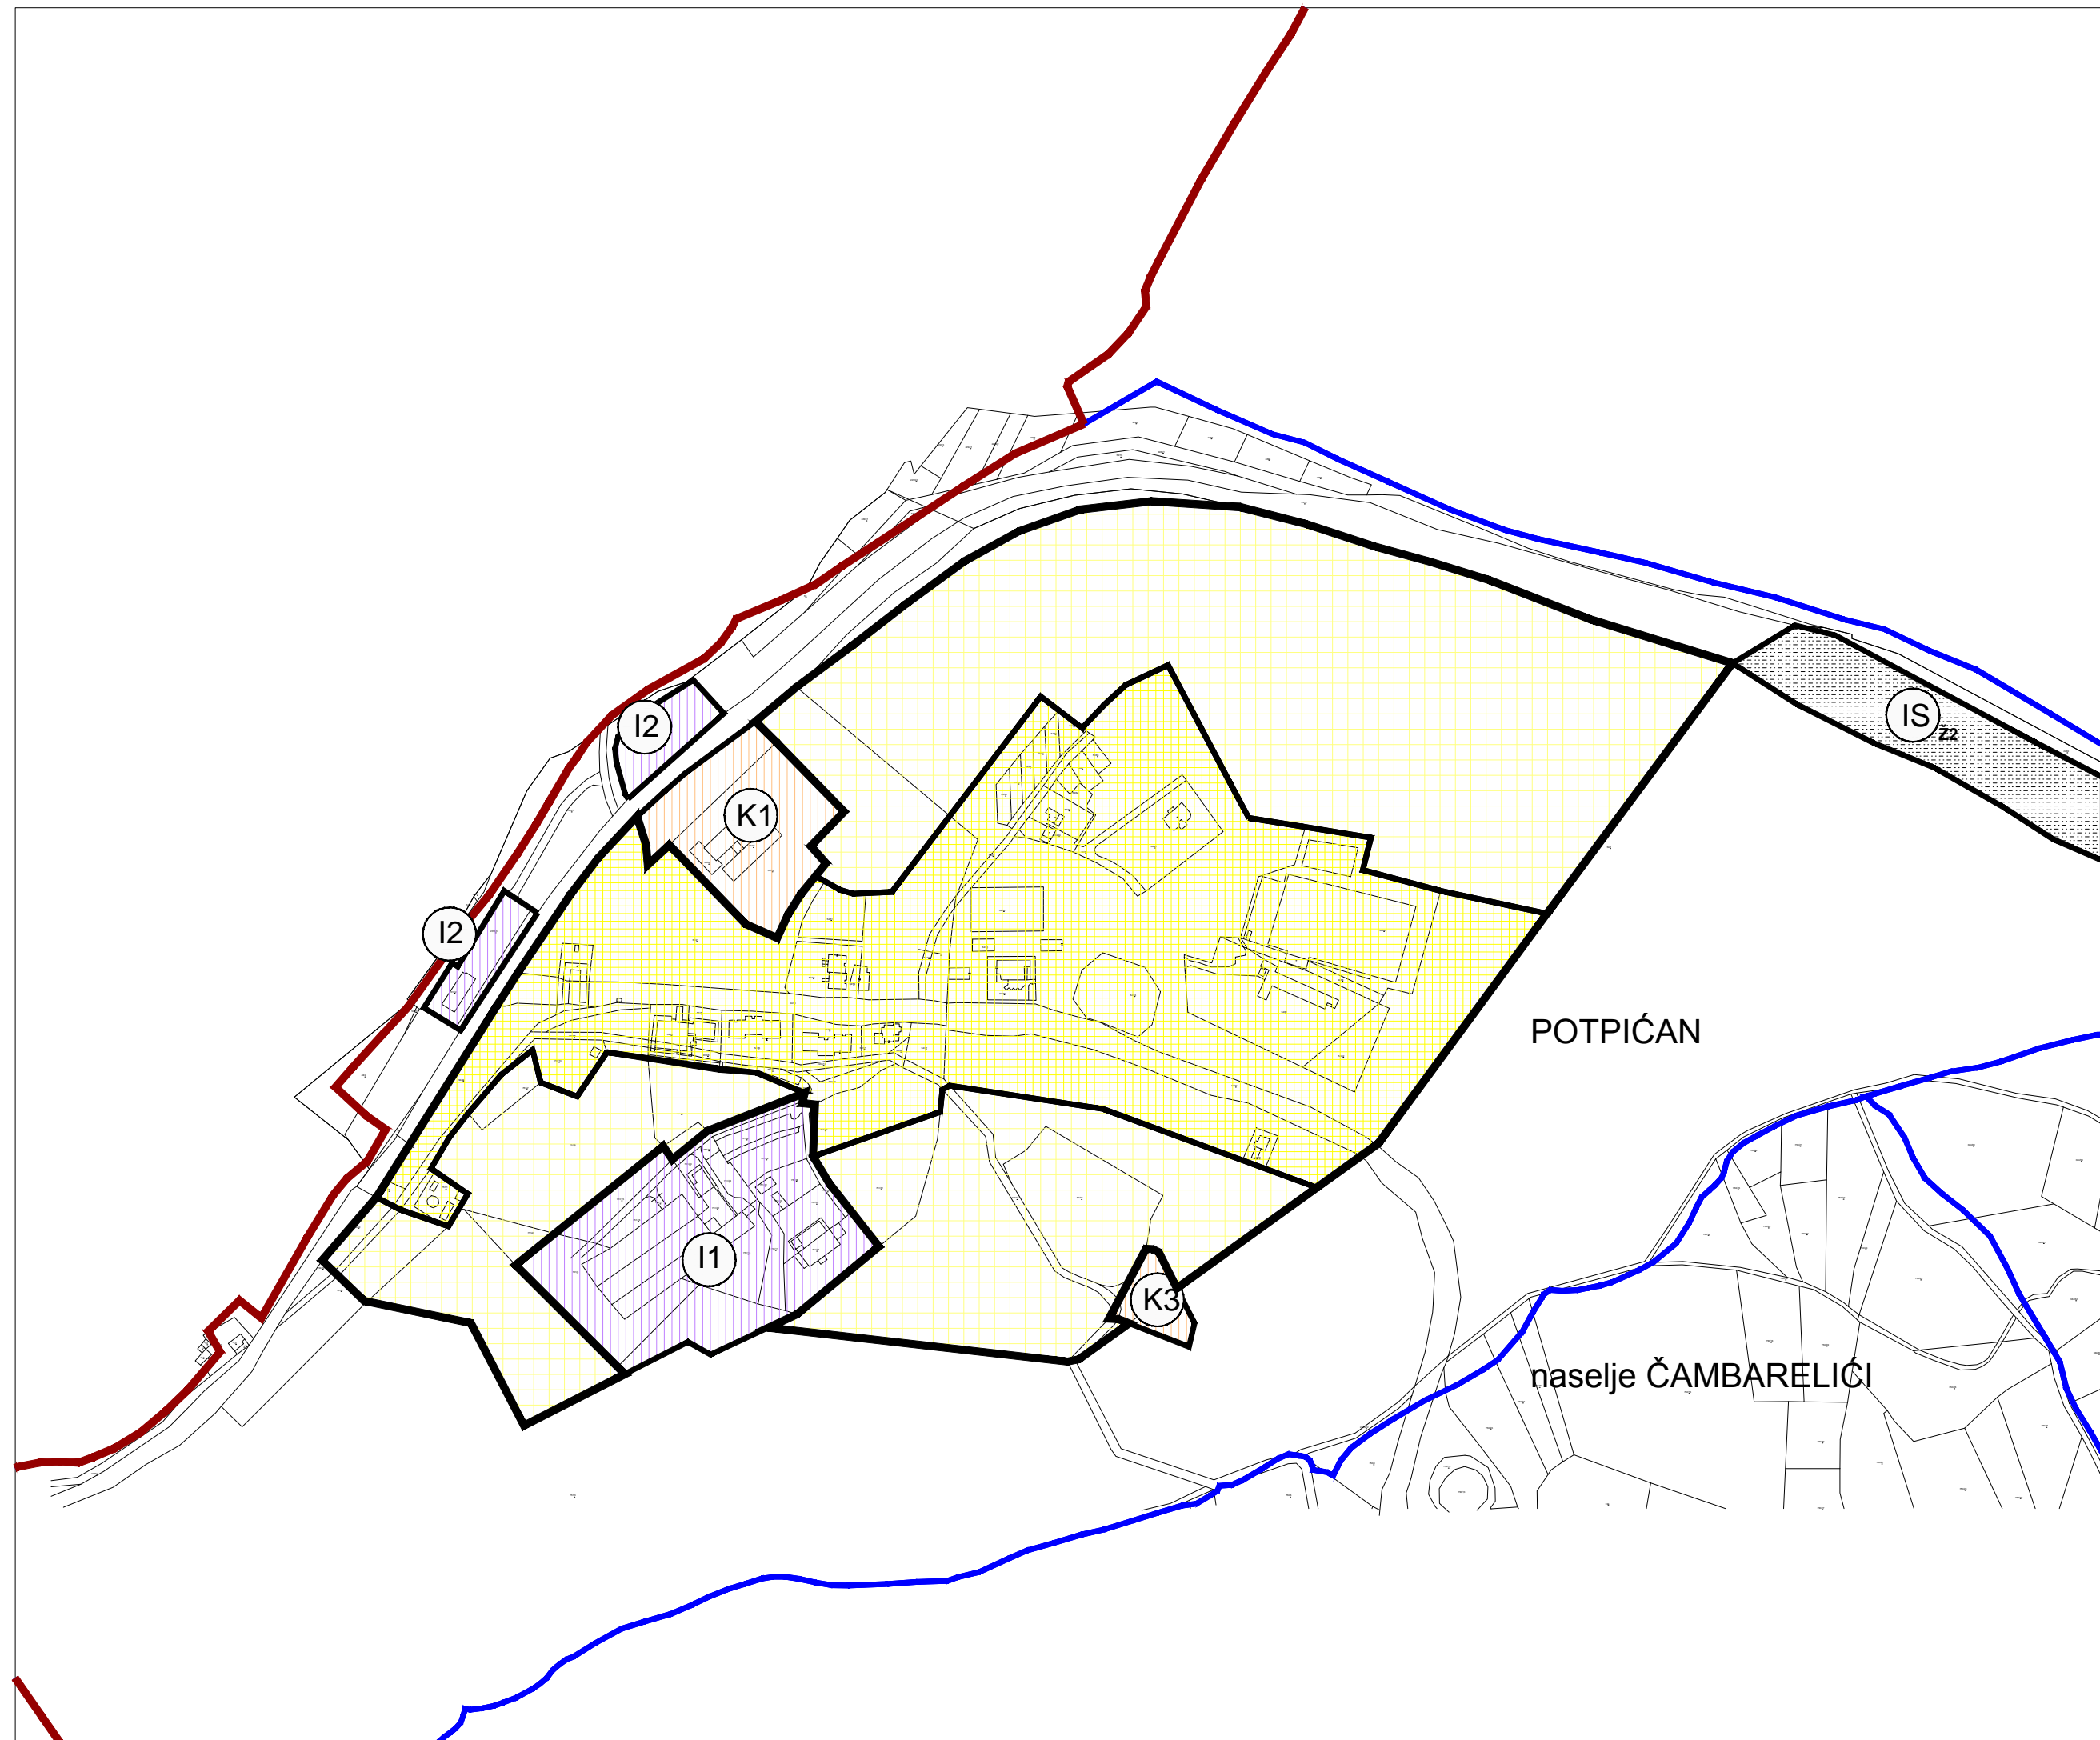 I2
IS
Ž2
K1
I2
POTPIĆAN
I1
K3
naselje ČAMBARELIĆI